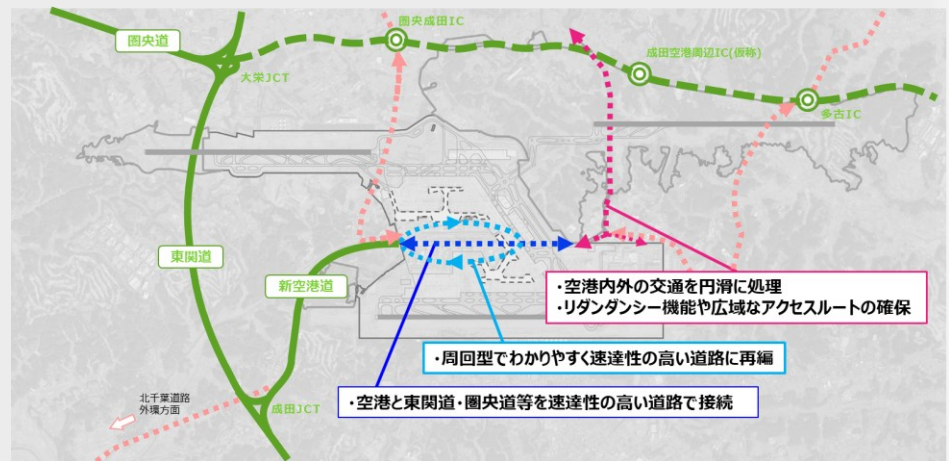 圏央道
圏央成田IC
大栄JCT
成田空港周辺IC(仮称)
多古IC
東関道
新空港道
・空港内外の交通を円滑に処理
・リダンダンシー機能や広域なアクセスルートの確保
・周回型でわかりやすく速達性の高い道路に再編
・空港と東関道・圏央道等を速達性の高い道路で接続
北千葉道路
外環方面
成田JCT